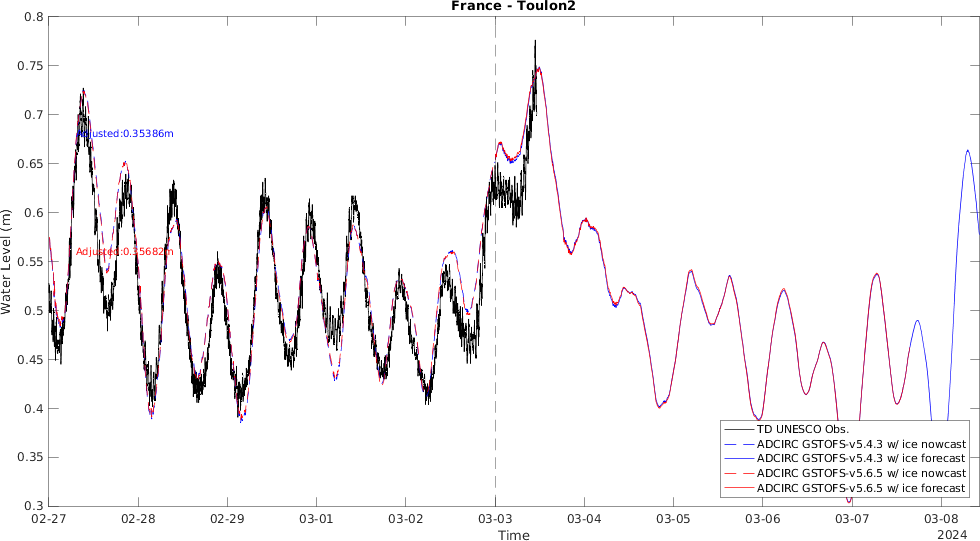 France - Toulon2
0.8
0.75
0.7
0.65
0.6
0.55
0.5
0.45
0.4
0.35
0.3
Water Level (m)
Adjusted:0.35386m
Adjusted:0.35682m
TD UNESCO Obs.
ADCIRC GSTOFS-v5.4.3 w/ ice nowcast
ADCIRC GSTOFS-v5.4.3 w/ ice forecast
ADCIRC GSTOFS-v5.6.5 w/ ice nowcast
ADCIRC GSTOFS-v5.6.5 w/ ice forecast
02-27 02-28 02-29 03-01 03-02 03-03 03-04 03-05 03-06 03-07 03-08
Time
2024